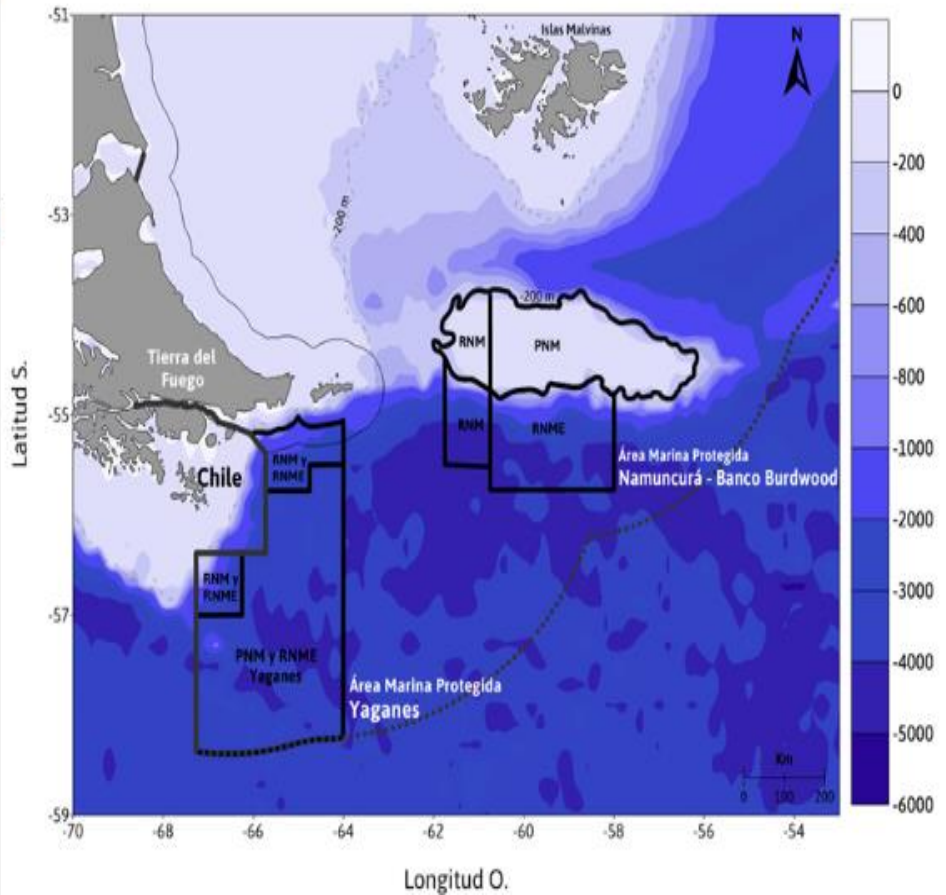 -51
-53
-55
-57
-59
Latitud S.
-70
-68
-66
-64
-62
-60
-58
-56
-54
Longitud O.
Islas Malvinas
N
-200 m
-200 m
RNM
PNM
RNM
RNME
Tierra del
Fuego
Chile
RNM y
RNME
Área Marina Protegida
Namuncurá - Banco Burdwood
RNM y
RNME
PNM y RNME
Yaganes
Área Marina Protegida
Yaganes
Km
0 100 200
0
-200
-400
-600
-800
-1000
-2000
-3000
-4000
-5000
-6000